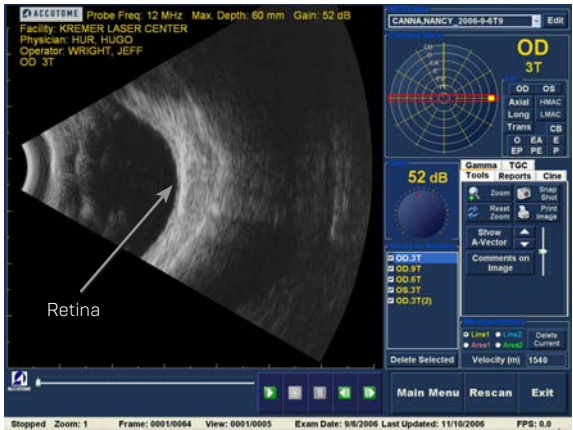 ACCUTOME Probe Freq: 12 MHz Max. Depth: 60 mm Gain: 52 dB
Facility: KREMER LASER CENTER
Physician: HUR, HUGO
Operator: WRIGHT, JEFF
OD 3T
Retina
CANNA,NANCY_2006-9-6T9
Edit
OD
3T
OD OS
Axial HMAC
Long LMAC
Trans CB
O EA E
EP PE P
52 dB
Gamma TGC
Tools Reports Cine
Zoom
Snap Shot
Reset Zoom
Print Image
Show A-Vector
Comments on Image
OD.3T
OD.9T
OD.6T
OS.3T
OD.3T(2)
Line1 Line2
Area1 Area2
Delete Current
Delete Selected
Velocity (m) 1540
ACCUTOME
Main Menu Rescan Exit
Stopped Zoom: 1 Frame: 0001/0064 View: 0001/0005 Exam Date: 9/6/2006 Last Updated: 11/10/2006 FPS: 0.0